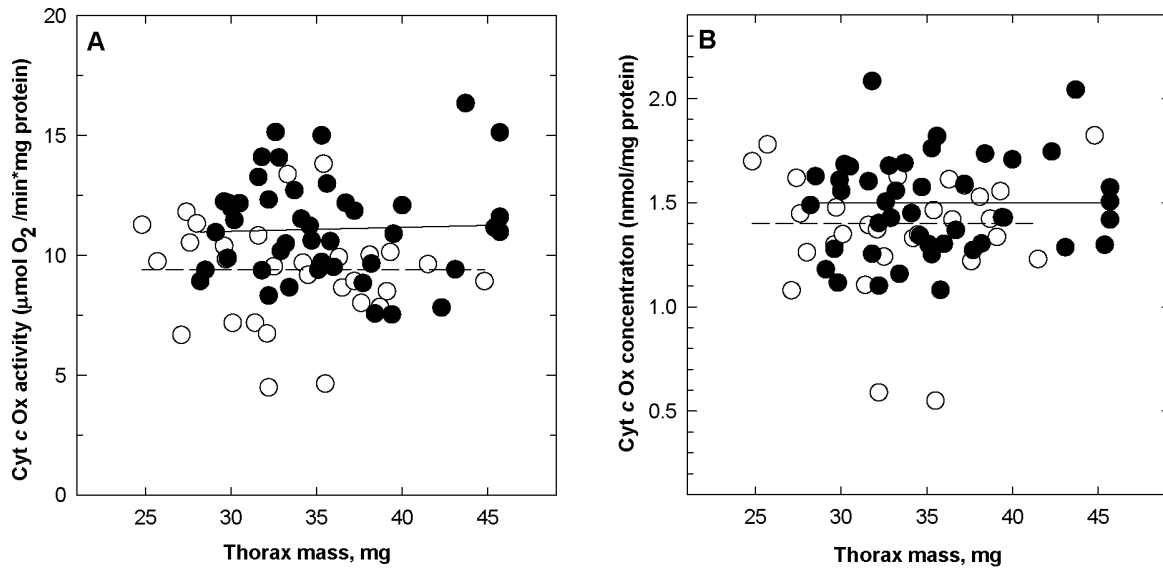 A
20
15
10
5
0
25 30 35 40 45
Thorax mass, mg
Cyt c Ox activity (μmol O2 /min*mg protein)
B
2.0
1.5
1.0
0.5
25 30 35 40 45
Thorax mass, mg
Cyt c Ox concentration (nmol/mg protein)